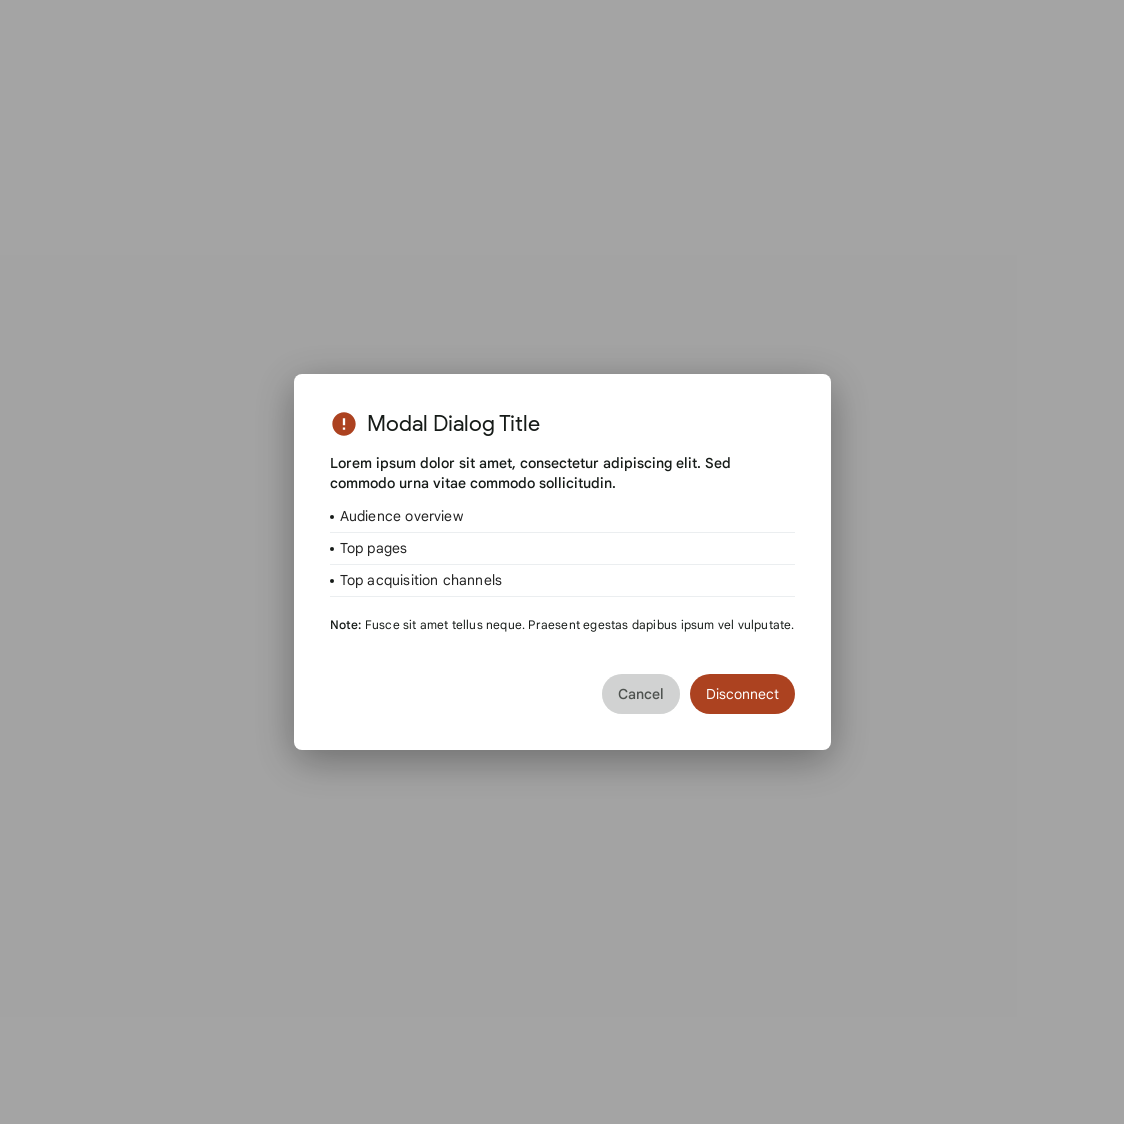 Modal Dialog Title
Lorem ipsum dolor sit amet, consectetur adipiscing elit. Sed
commodo urna vitae commodo sollicitudin.
• Audience overview
• Top pages
• Top acquisition channels
Note: Fusce sit amet tellus neque. Praesent egestas dapibus ipsum vel vulputate.
Cancel
Disconnect